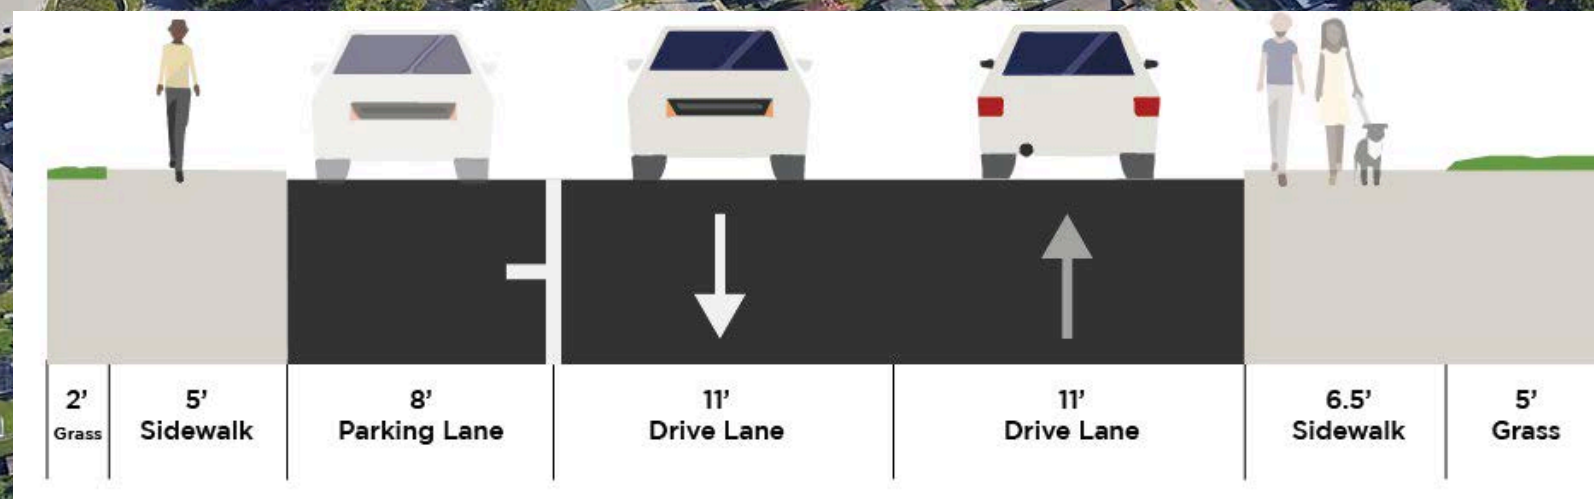 2’
Grass
5’
Sidewalk
8’
Parking Lane
11’
Drive Lane
11’
Drive Lane
6.5’
Sidewalk
5’
Grass